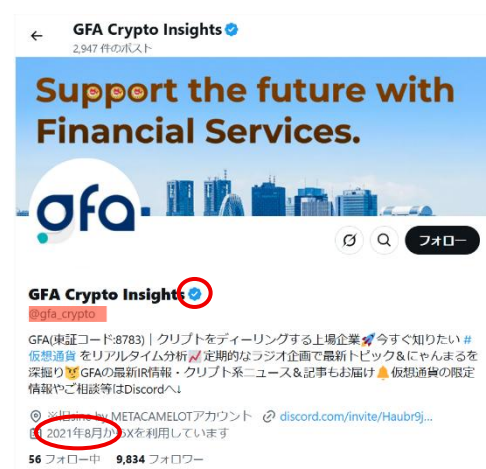 GFA Crypto Insights
2,947 件のポスト
Support the future with
Financial Services.
gfa
フォロー
GFA Crypto Insights
@gfa_crypto
GFA(東証コード:8783)｜クリプトをディーリングする上場企業🚀今すぐ知りたい #
仮想通貨 をリアルタイム分析📈定期的なラジオ企画で最新トピック&にゃんまるを
深掘り😼GFAの最新IR情報・クリプト系ニュース&記事もお届け🔔仮想通貨の限定
情報やご相談等はDiscordへ↓
※旧sinc by METACAMELOTアカウント discord.com/invite/Haubr9j...
2021年8月からXを利用しています
56 フォロー中 9,834 フォロワー